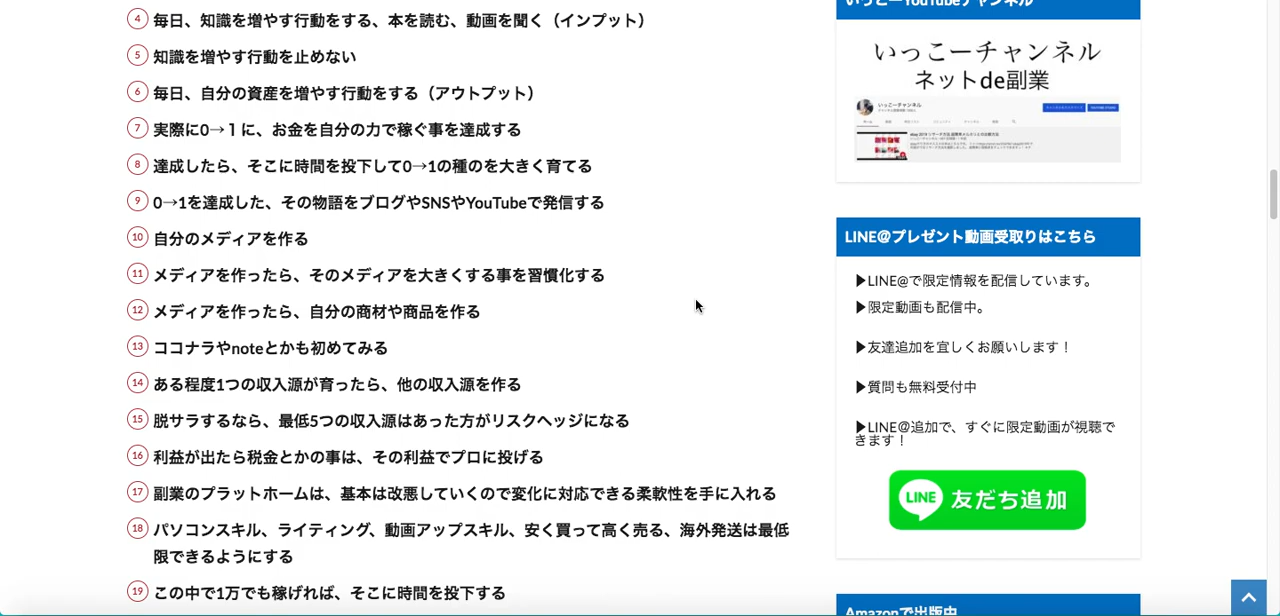 ④ 毎日、知識を増やす行動をする、本を読む、動画を聞く（インプット）
⑤ 知識を増やす行動を止めない
⑥ 毎日、自分の資産を増やす行動をする（アウトプット）
⑦ 実際に0→１に、お金を自分の力で稼ぐ事を達成する
⑧ 達成したら、そこに時間を投下して0→1の種のを大きく育てる
⑨ 0→1を達成した、その物語をブログやSNSやYouTubeで発信する
⑩ 自分のメディアを作る
⑪ メディアを作ったら、そのメディアを大きくする事を習慣化する
⑫ メディアを作ったら、自分の商材や商品を作る
⑬ ココナラやnoteとかも初めてみる
⑭ ある程度1つの収入源が育ったら、他の収入源を作る
⑮ 脱サラするなら、最低5つの収入源はあった方がリスクヘッジになる
⑯ 利益が出たら税金とかの事は、その利益でプロに投げる
⑰ 副業のプラットホームは、基本は改悪していくので変化に対応できる柔軟性を手に入れる
⑱ パソコンスキル、ライティング、動画アップスキル、安く買って高く売る、海外発送は最低
限できるようにする
⑲ この中で1万でも稼げれば、そこに時間を投下する
いっこーYouTubeチャンネル
いっこーチャンネル
ネットde副業
いっこーチャンネル
LINE@プレゼント動画受取りはこちら
▶LINE@で限定情報を配信しています。
▶限定動画も配信中。
▶友達追加を宜しくお願いします！
▶質問も無料受付中
▶LINE＠追加で、すぐに限定動画が視聴で
きます！
LINE 友だち追加
Amazonで出版中